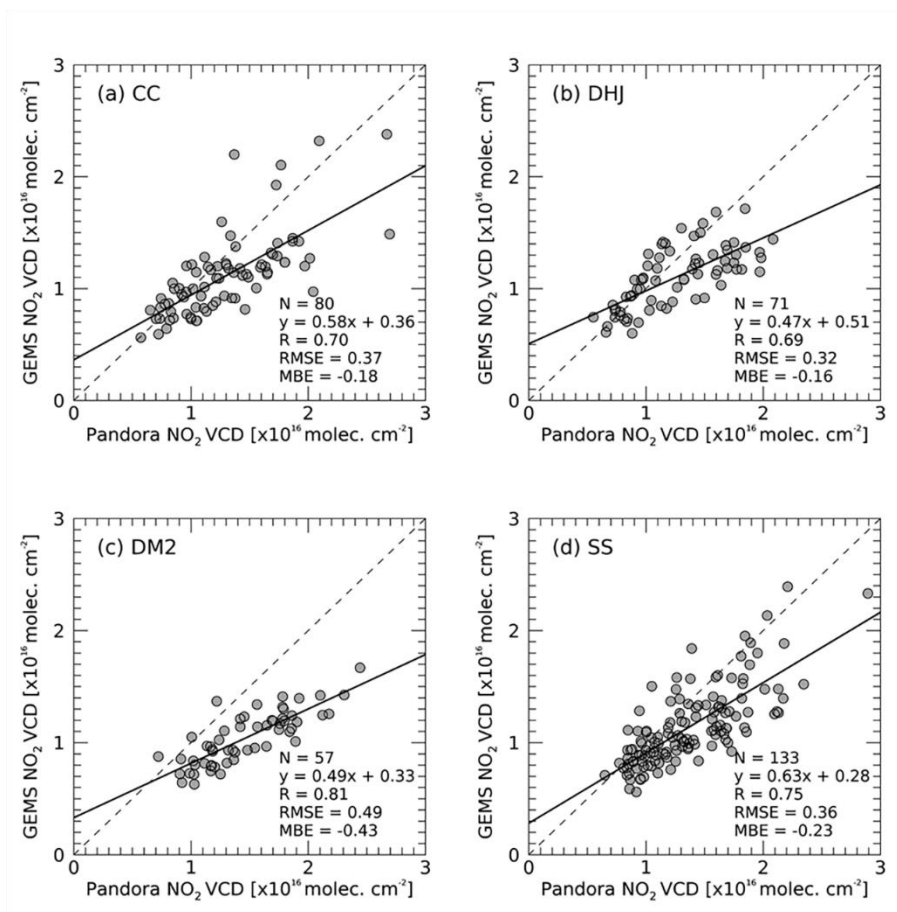 (a) CC
GEMS NO₂ VCD [x10¹⁶ molec. cm⁻²]
3
2
1
0
N = 80
y = 0.58x + 0.36
R = 0.70
RMSE = 0.37
MBE = -0.18
0 1 2 3
Pandora NO₂ VCD [x10¹⁶ molec. cm⁻²]
(b) DHJ
GEMS NO₂ VCD [x10¹⁶ molec. cm⁻²]
3
2
1
0
N = 71
y = 0.47x + 0.51
R = 0.69
RMSE = 0.32
MBE = -0.16
0 1 2 3
Pandora NO₂ VCD [x10¹⁶ molec. cm⁻²]
(c) DM2
GEMS NO₂ VCD [x10¹⁶ molec. cm⁻²]
3
2
1
0
N = 57
y = 0.49x + 0.33
R = 0.81
RMSE = 0.49
MBE = -0.43
0 1 2 3
Pandora NO₂ VCD [x10¹⁶ molec. cm⁻²]
(d) SS
GEMS NO₂ VCD [x10¹⁶ molec. cm⁻²]
3
2
1
0
N = 133
y = 0.63x + 0.28
R = 0.75
RMSE = 0.36
MBE = -0.23
0 1 2 3
Pandora NO₂ VCD [x10¹⁶ molec. cm⁻²]